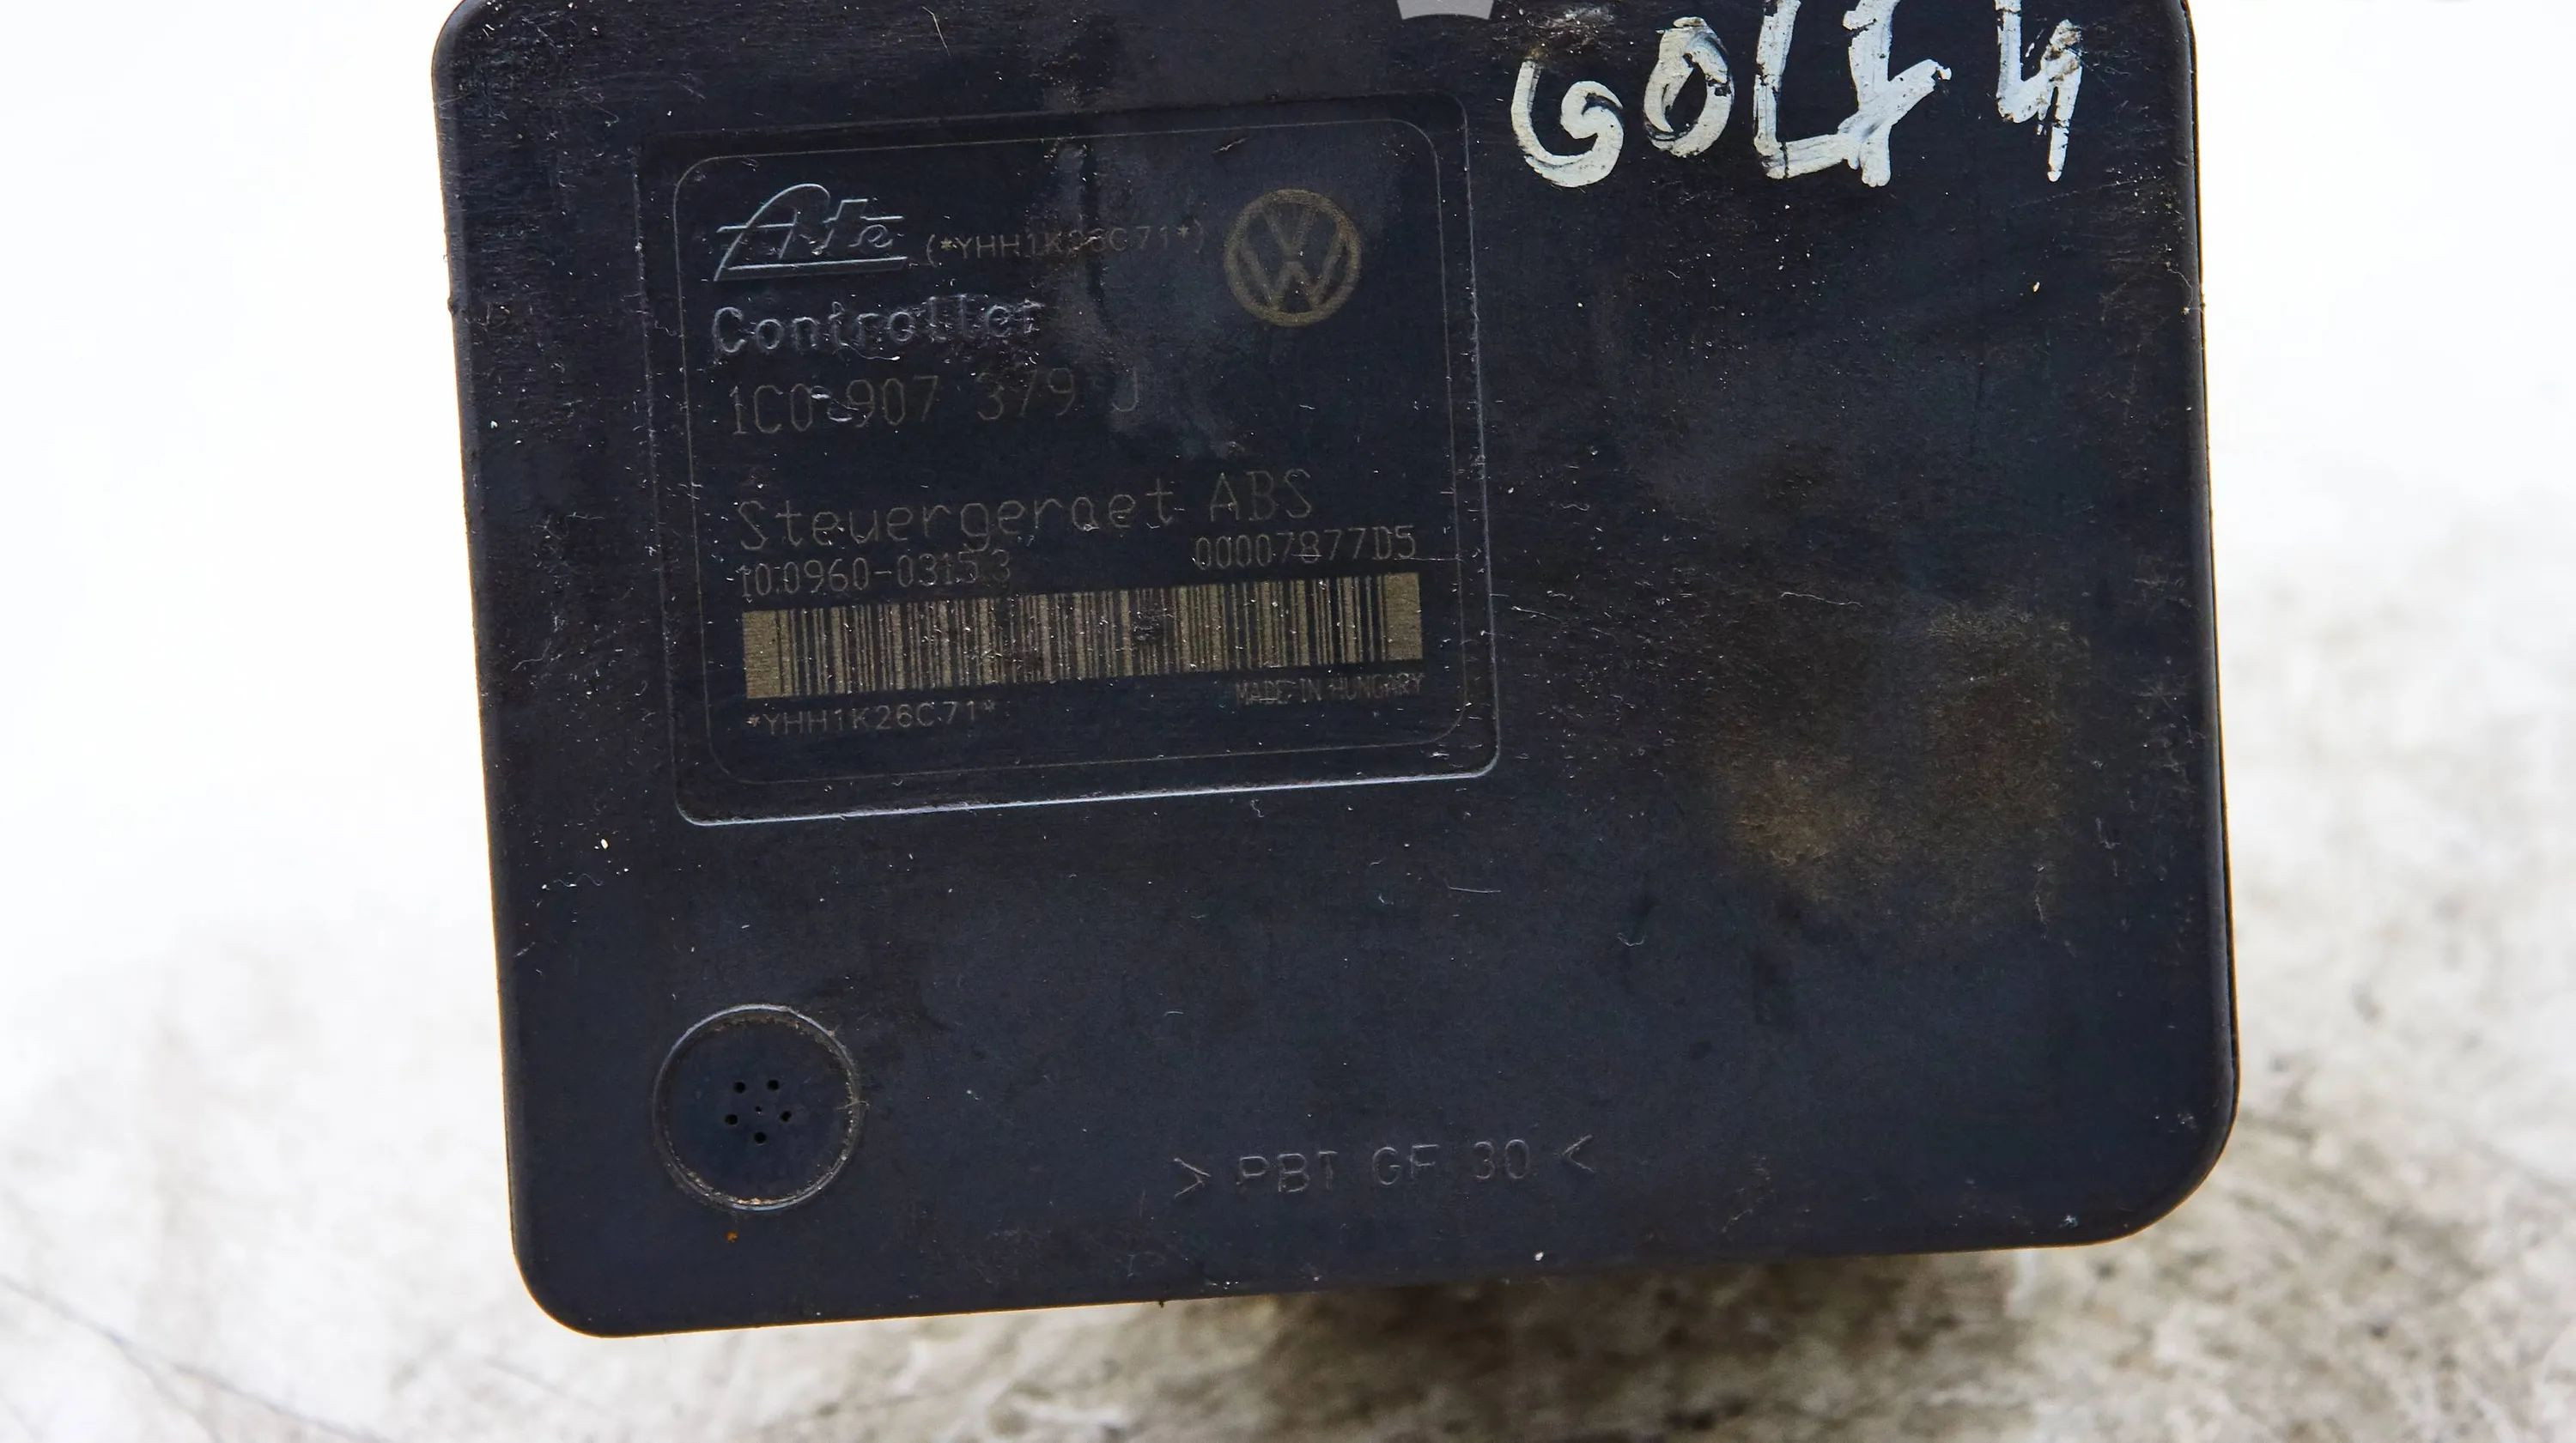 GOLF 4
Ate (*YHH1K26C71*)
Controller
1C0 907 379 J
Steuergeraet ABS
10.0960-0315.3 00007877D5
*YHH1K26C71* MADE IN HUNGARY
> PBT GF 30 <